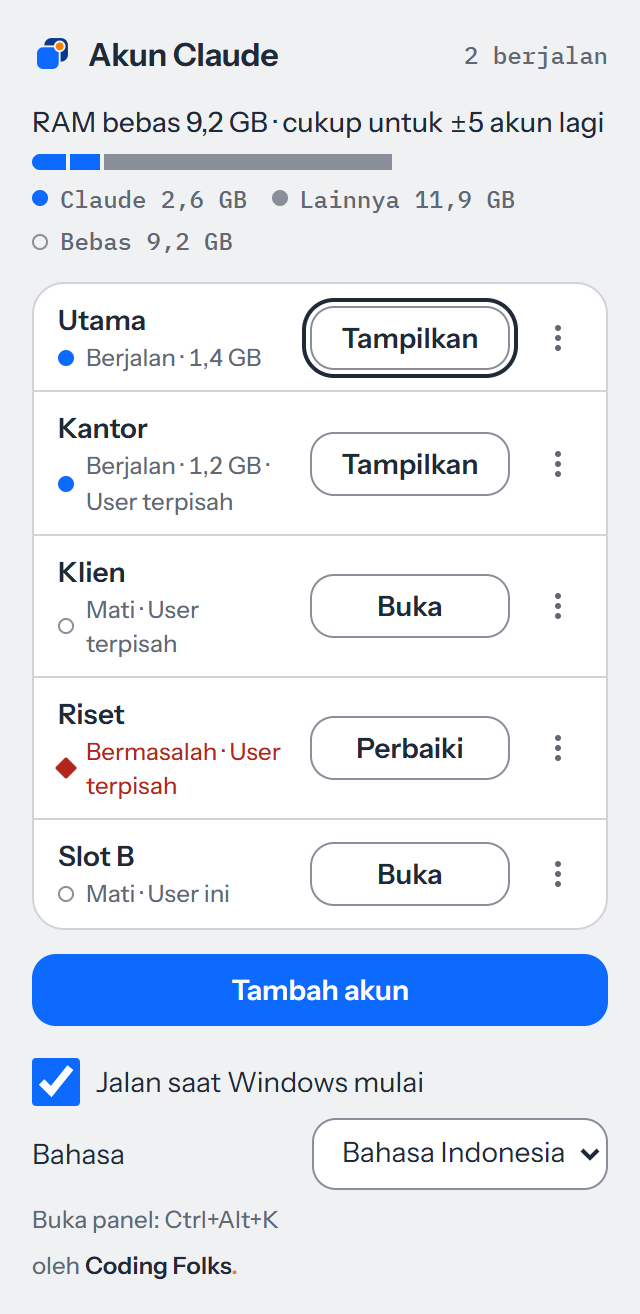 Akun Claude
2 berjalan
RAM bebas 9,2 GB · cukup untuk ±5 akun lagi
Claude 2,6 GB
Lainnya 11,9 GB
Bebas 9,2 GB
Utama
Berjalan · 1,4 GB
Tampilkan
Kantor
Berjalan · 1,2 GB ·
User terpisah
Tampilkan
Klien
Mati · User
terpisah
Buka
Riset
Bermasalah · User
terpisah
Perbaiki
Slot B
Mati · User ini
Buka
Tambah akun
Jalan saat Windows mulai
Bahasa
Bahasa Indonesia
Buka panel: Ctrl+Alt+K
oleh Coding Folks.